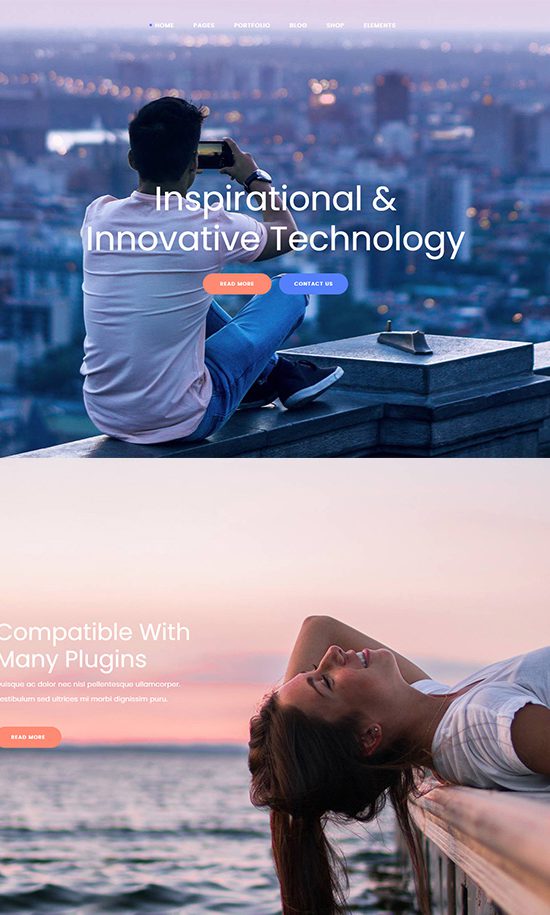 HOME PAGES PORTFOLIO BLOG SHOP ELEMENTS
Inspirational &
Innovative Technology
READ MORE CONTACT US
Compatible With
Many Plugins
uisque ac dolor nec nisl pellentesque ullamcorper.
estibulum sed ultrices mi morbi dignissim puru,
READ MORE